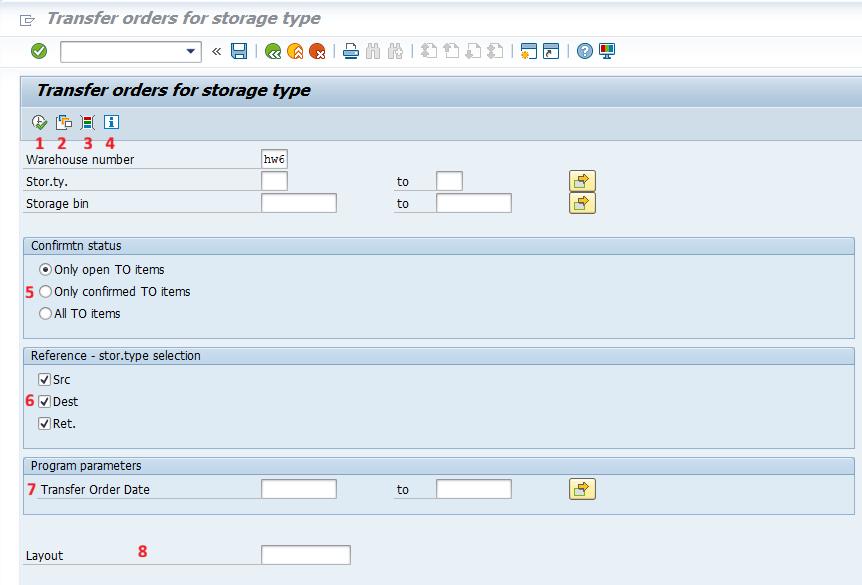 Transfer orders for storage type
Transfer orders for storage type
1 2 3 4
Warehouse number hw6
Stor.ty. to
Storage bin to
Confirmtn status
Only open TO items
5 Only confirmed TO items
All TO items
Reference - stor.type selection
Src
6 Dest
Ret.
Program parameters
7 Transfer Order Date to
Layout 8